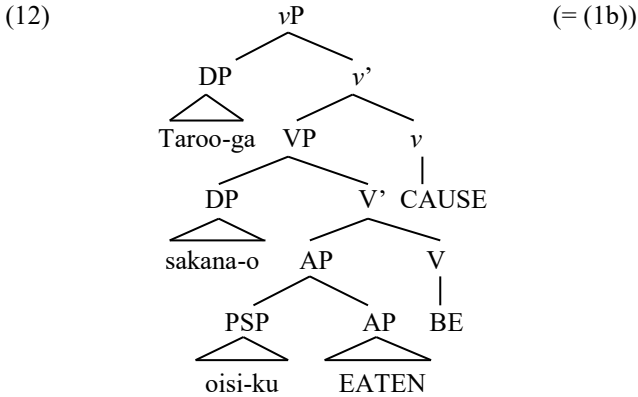 (12) vP (= (1b))
DP v’
Taroo-ga VP v
DP V’ CAUSE
sakana-o AP V
PSP AP BE
oisi-ku EATEN